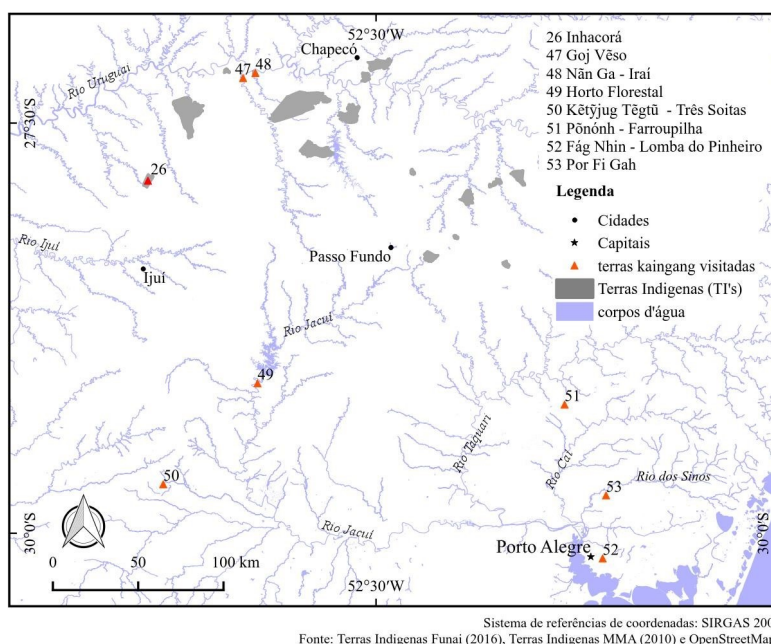 52°30'W
Chapecó
47
48
Rio Uruguai
27°30'S
26
Rio Ijuí
Ijuí
Passo Fundo
Rio Jacuí
49
50
51
Rio Taquari
Rio Caí
Rio dos Sinos
53
Rio Jacuí
Porto Alegre
52
30°0'S
30°0'S
0 50 100 km
52°30'W
26 Inhacorá
47 Goj Vẽso
48 Nãn Ga - Iraí
49 Horto Florestal
50 Kẽtỹjug Tẽgtũ - Três Soitas
51 Põnónh - Farroupilha
52 Fág Nhin - Lomba do Pinheiro
53 Por Fi Gah
Legenda
Cidades
Capitais
terras kaingang visitadas
Terras Indigenas (TI's)
corpos d'água
Sistema de referências de coordenadas: SIRGAS 200
Fonte: Terras Indigenas Funai (2016), Terras Indigenas MMA (2010) e OpenStreetMap